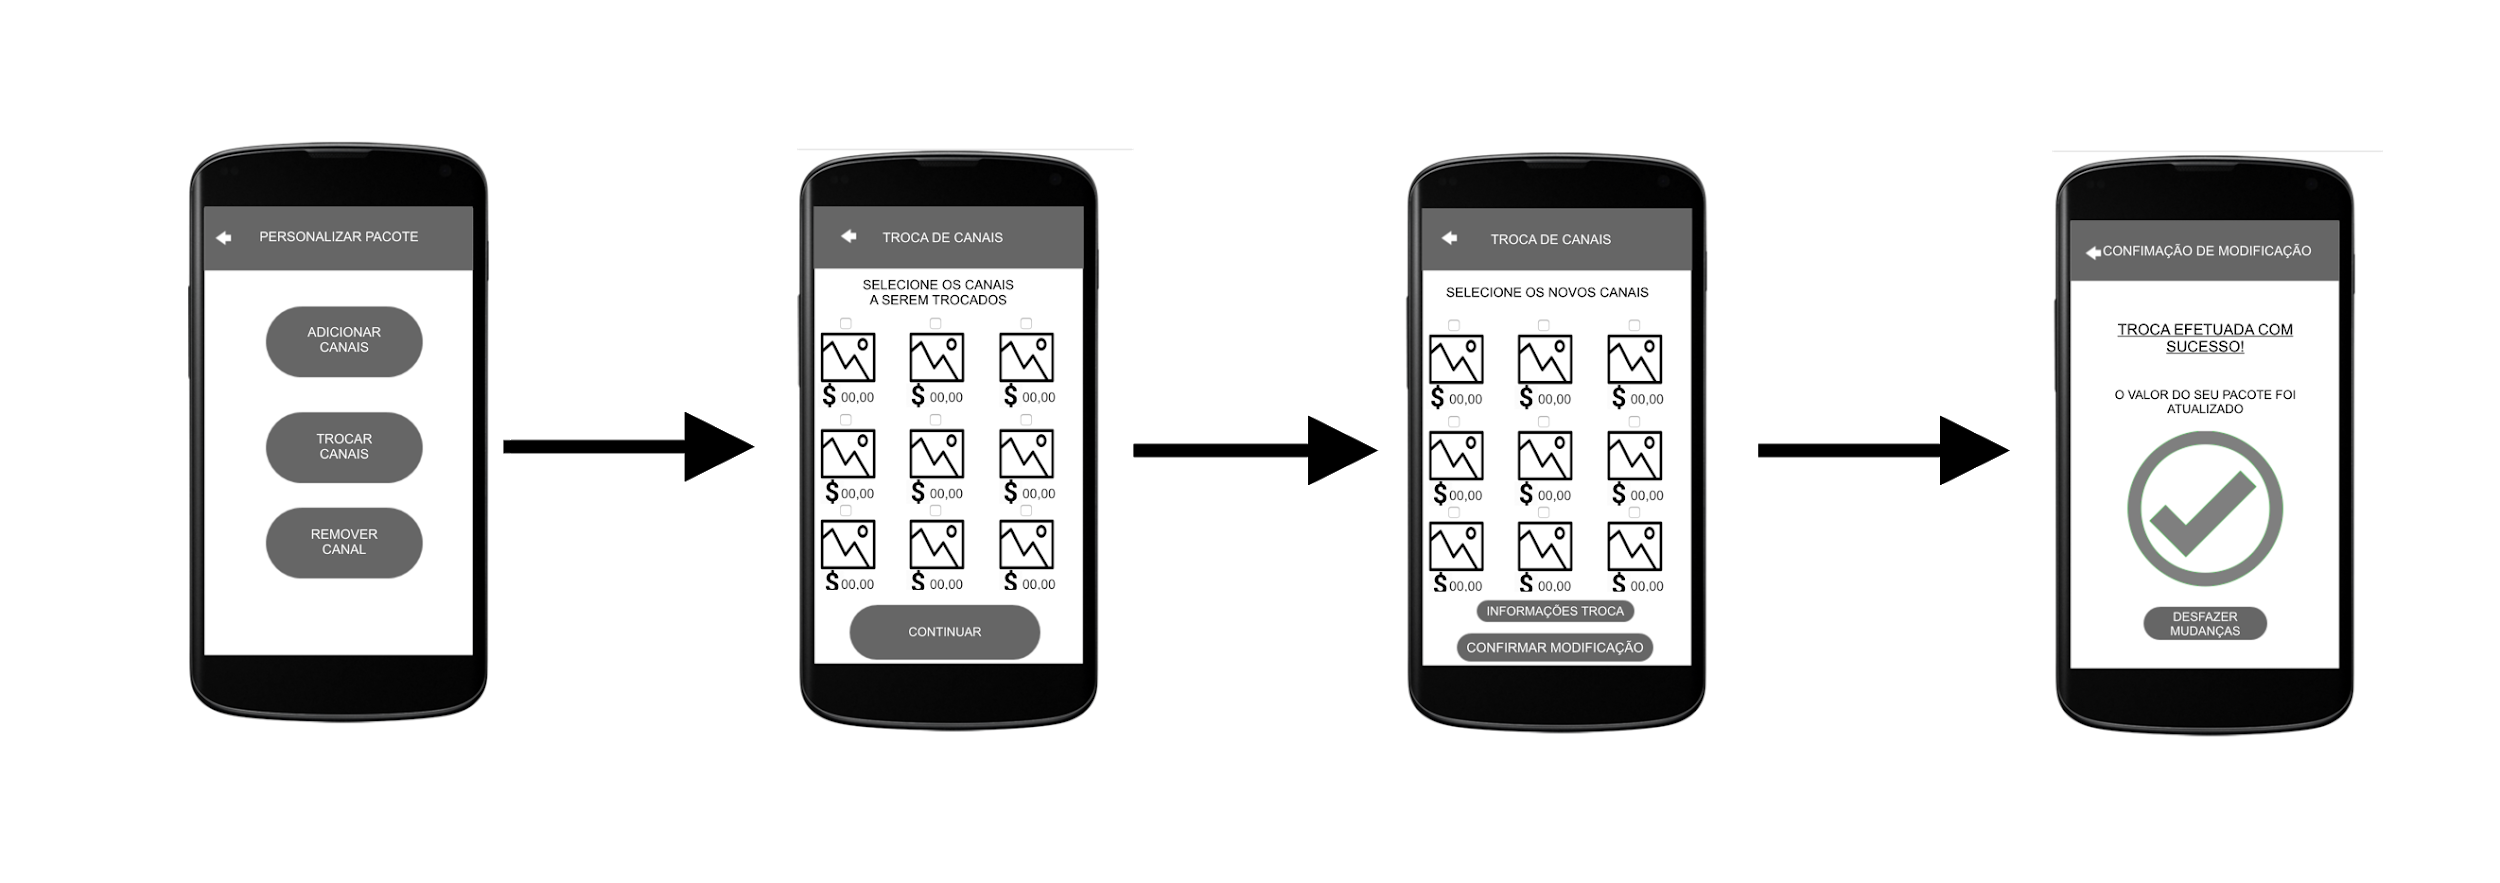 PERSONALIZAR PACOTE
ADICIONAR
CANAIS
TROCAR
CANAIS
REMOVER
CANAL
TROCA DE CANAIS
SELECIONE OS CANAIS
A SEREM TROCADOS
$ 00,00 $ 00,00 $ 00,00
$ 00,00 $ 00,00 $ 00,00
$ 00,00 $ 00,00 $ 00,00
CONTINUAR
TROCA DE CANAIS
SELECIONE OS NOVOS CANAIS
$ 00,00 $ 00,00 $ 00,00
$ 00,00 $ 00,00 $ 00,00
$ 00,00 $ 00,00 $ 00,00
INFORMAÇÕES TROCA
CONFIRMAR MODIFICAÇÃO
CONFIMAÇÃO DE MODIFICAÇÃO
TROCA EFETUADA COM
SUCESSO!
O VALOR DO SEU PACOTE FOI
ATUALIZADO
DESFAZER
MUDANÇAS